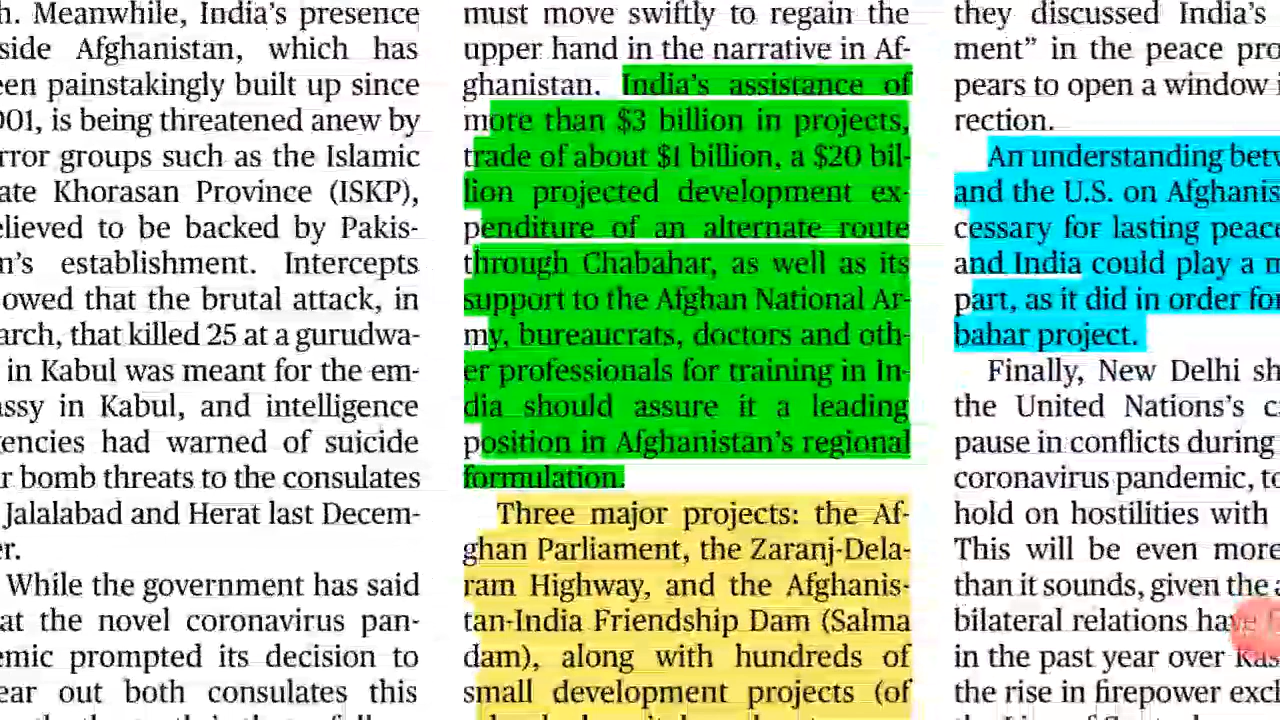 h. Meanwhile, India's presence
side Afghanistan, which has
een painstakingly built up since
001, is being threatened anew by
rror groups such as the Islamic
ate Khorasan Province (ISKP),
elieved to be backed by Pakis-
n's establishment. Intercepts
owed that the brutal attack, in
arch, that killed 25 at a gurudwa-
in Kabul was meant for the em-
assy in Kabul, and intelligence
gencies had warned of suicide
r bomb threats to the consulates
Jalalabad and Herat last Decem-
er.
While the government has said
at the novel coronavirus pan-
emic prompted its decision to
ear out both consulates this
must move swiftly to regain the
upper hand in the narrative in Af-
ghanistan. India's assistance of
more than $3 billion in projects,
trade of about $1 billion, a $20 bil-
lion projected development ex-
penditure of an alternate route
through Chabahar, as well as its
support to the Afghan National Ar-
my, bureaucrats, doctors and oth-
er professionals for training in In-
dia should assure it a leading
position in Afghanistan's regional
formulation.
Three major projects: the Af-
ghan Parliament, the Zaranj-Dela-
ram Highway, and the Afghanis-
tan-India Friendship Dam (Salma
dam), along with hundreds of
small development projects (of
they discussed India's
ment" in the peace pro
pears to open a window
rection.
An understanding betw
and the U.S. on Afghanis
cessary for lasting peace
and India could play a m
part, as it did in order for
bahar project.
Finally, New Delhi sh
the United Nations's c
pause in conflicts during
coronavirus pandemic, to
hold on hostilities with
This will be even more
than it sounds, given the
bilateral relations have
in the past year over Kas
the rise in firepower exch